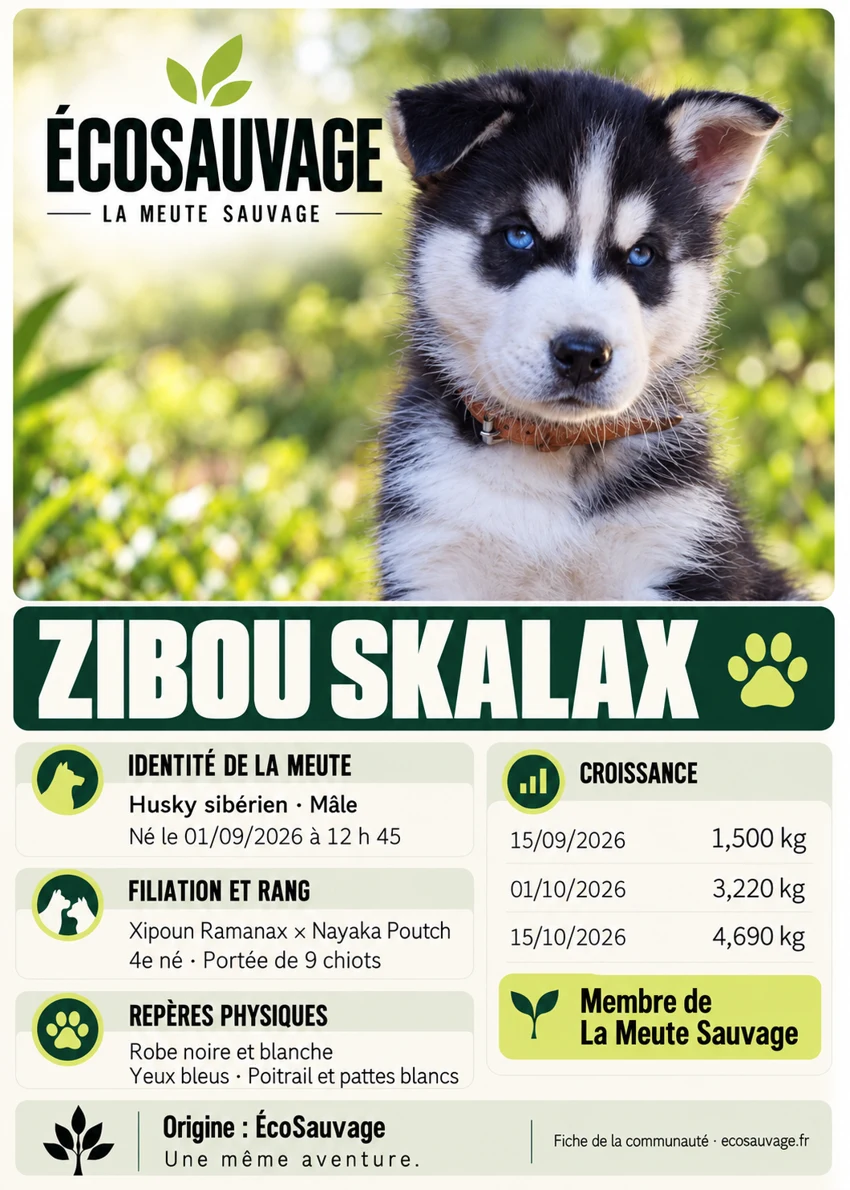 ÉCOSAUVAGE
LA MEUTE SAUVAGE
ZIBOU SKALAX
IDENTITÉ DE LA MEUTE
Husky sibérien · Mâle
Né le 01/09/2026 à 12 h 45
FILIATION ET RANG
Xipoun Ramanax × Nayaka Poutch
4e né · Portée de 9 chiots
REPÈRES PHYSIQUES
Robe noire et blanche
Yeux bleus · Poitrail et pattes blancs
CROISSANCE
15/09/2026 1,500 kg
01/10/2026 3,220 kg
15/10/2026 4,690 kg
Membre de
La Meute Sauvage
Origine : ÉcoSauvage
Une même aventure.
Fiche de la communauté · ecosauvage.fr